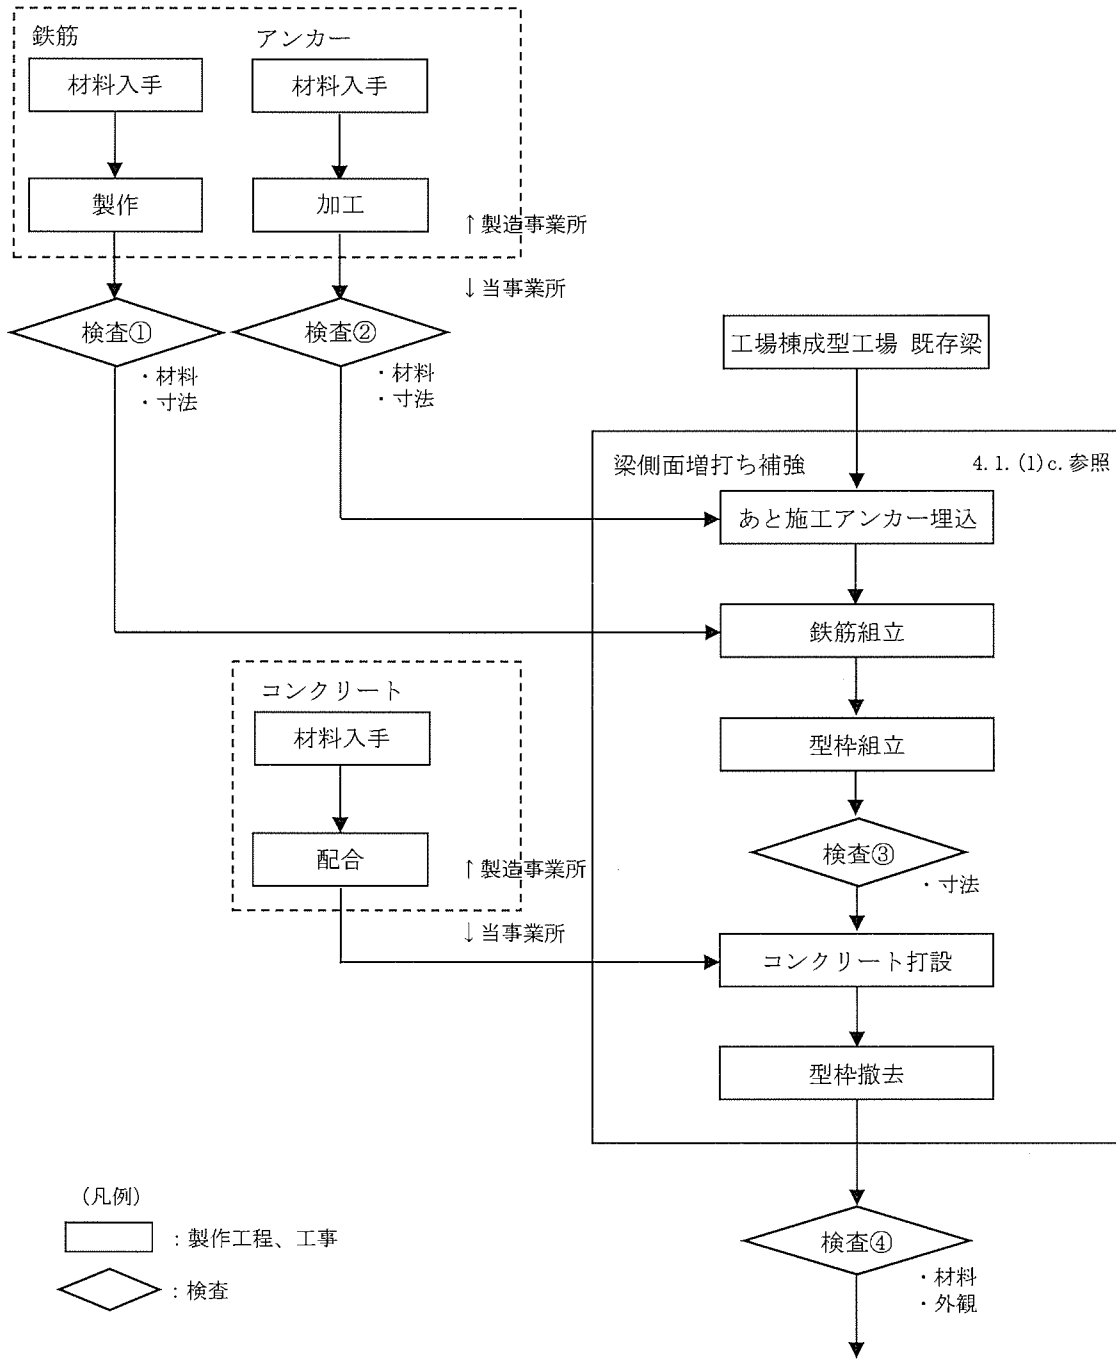 鉄筋
アンカー
材料入手
材料入手
製作
加工
↑製造事業所
↓当事業所
検査①
・材料
・寸法
検査②
・材料
・寸法
工場棟成型工場 既存梁
梁側面増打ち補強
4.1.(1)c.参照
あと施工アンカー埋込
鉄筋組立
コンクリート
材料入手
型枠組立
配合
検査③
・寸法
↑製造事業所
↓当事業所
コンクリート打設
型枠撤去
検査④
・材料
・外観
(凡例)
:製作工程、工事
:検査